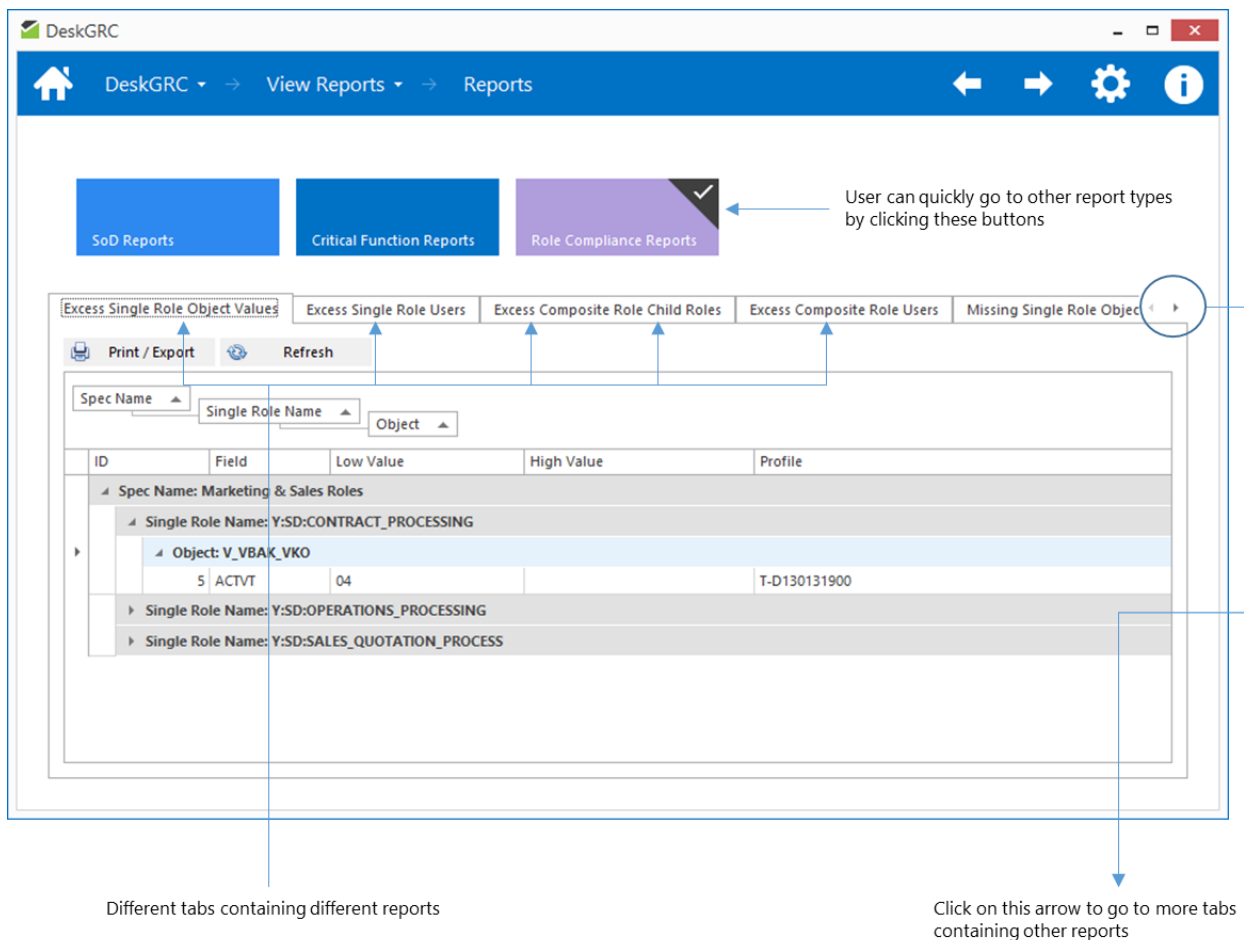 DeskGRC
DeskGRC → View Reports → Reports
SoD Reports
Critical Function Reports
Role Compliance Reports
User can quickly go to other report types
by clicking these buttons
Excess Single Role Object Values
Excess Single Role Users
Excess Composite Role Child Roles
Excess Composite Role Users
Missing Single Role Objec
Print / Export
Refresh
Spec Name
Single Role Name
Object
ID Field Low Value High Value Profile
Spec Name: Marketing & Sales Roles
Single Role Name: Y:SD:CONTRACT_PROCESSING
Object: V_VBAK_VKO
5 ACTVT 04 T-D130131900
Single Role Name: Y:SD:OPERATIONS_PROCESSING
Single Role Name: Y:SD:SALES_QUOTATION_PROCESS
Different tabs containing different reports
Click on this arrow to go to more tabs
containing other reports